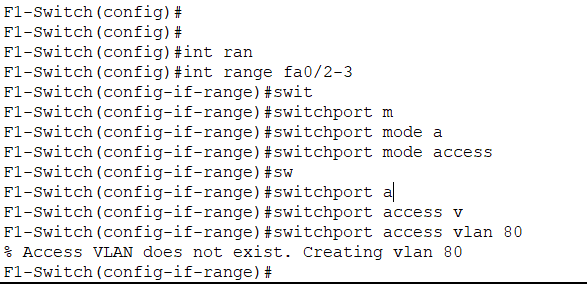 F1-Switch(config)#
F1-Switch(config)#
F1-Switch(config)#int ran
F1-Switch(config)#int range fa0/2-3
F1-Switch(config-if-range)#swit
F1-Switch(config-if-range)#switchport m
F1-Switch(config-if-range)#switchport mode a
F1-Switch(config-if-range)#switchport mode access
F1-Switch(config-if-range)#sw
F1-Switch(config-if-range)#switchport a
F1-Switch(config-if-range)#switchport access v
F1-Switch(config-if-range)#switchport access vlan 80
% Access VLAN does not exist. Creating vlan 80
F1-Switch(config-if-range)#